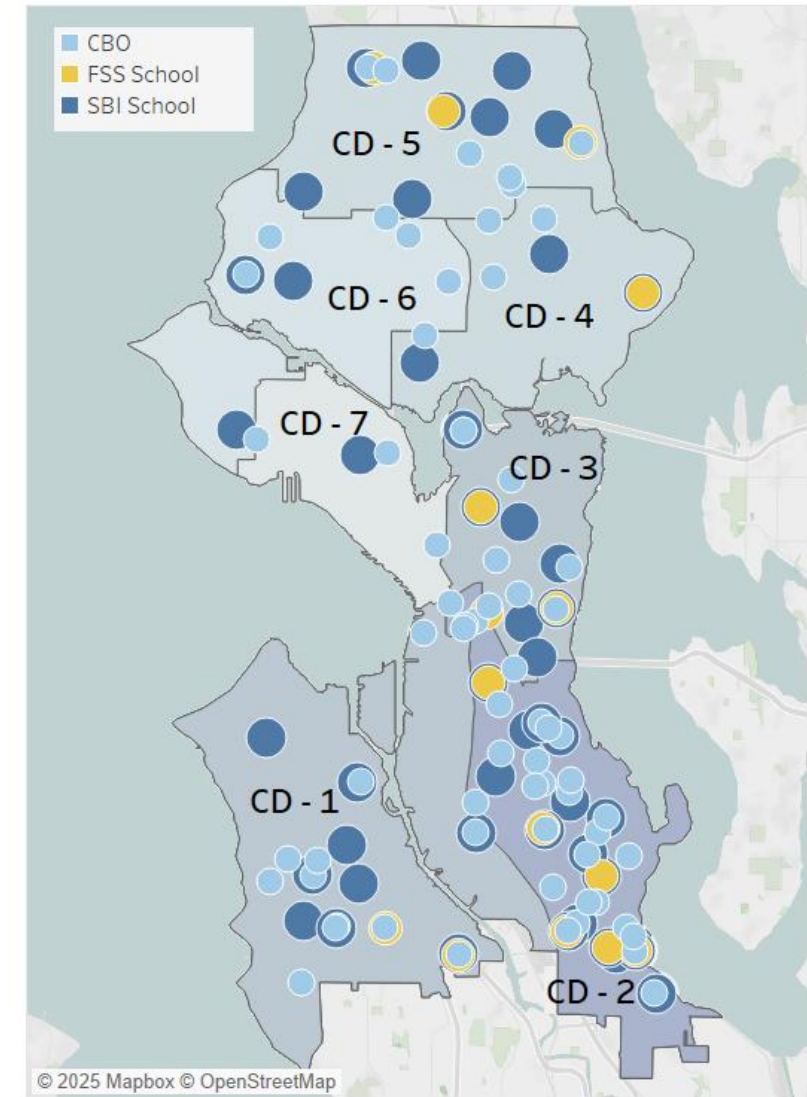 CBO
FSS School
SBI School
CD - 5
CD - 6
CD - 4
CD - 7
CD - 3
CD - 1
CD - 2
© 2025 Mapbox © OpenStreetMap